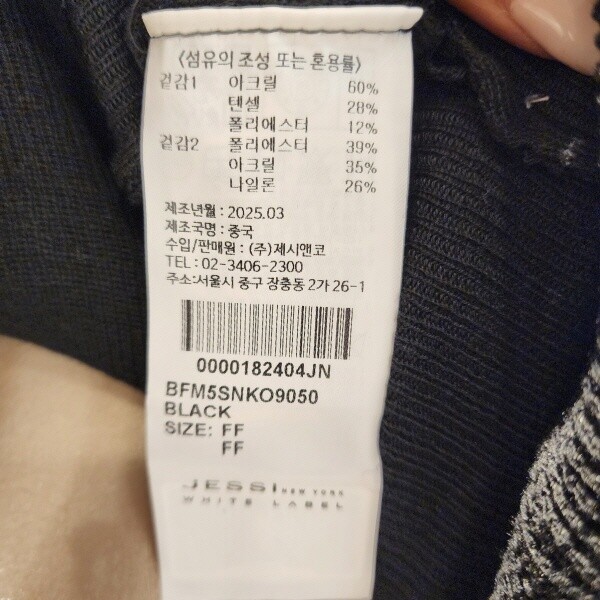 〈섬유의 조성 또는 혼용률〉
겉감1 아크릴 60%
텐셀 28%
폴리에스터 12%
겉감2 폴리에스터 39%
아크릴 35%
나일론 26%
제조년월 : 2025.03
제조국명 : 중국
수입/판매원 : (주)제시앤코
TEL : 02-3406-2300
주소:서울시 중구 장충동2가 26-1
0000182404JN
BFM5SNKO9050
BLACK
SIZE: FF
FF
JESSI NEW YORK
WHITE LABEL